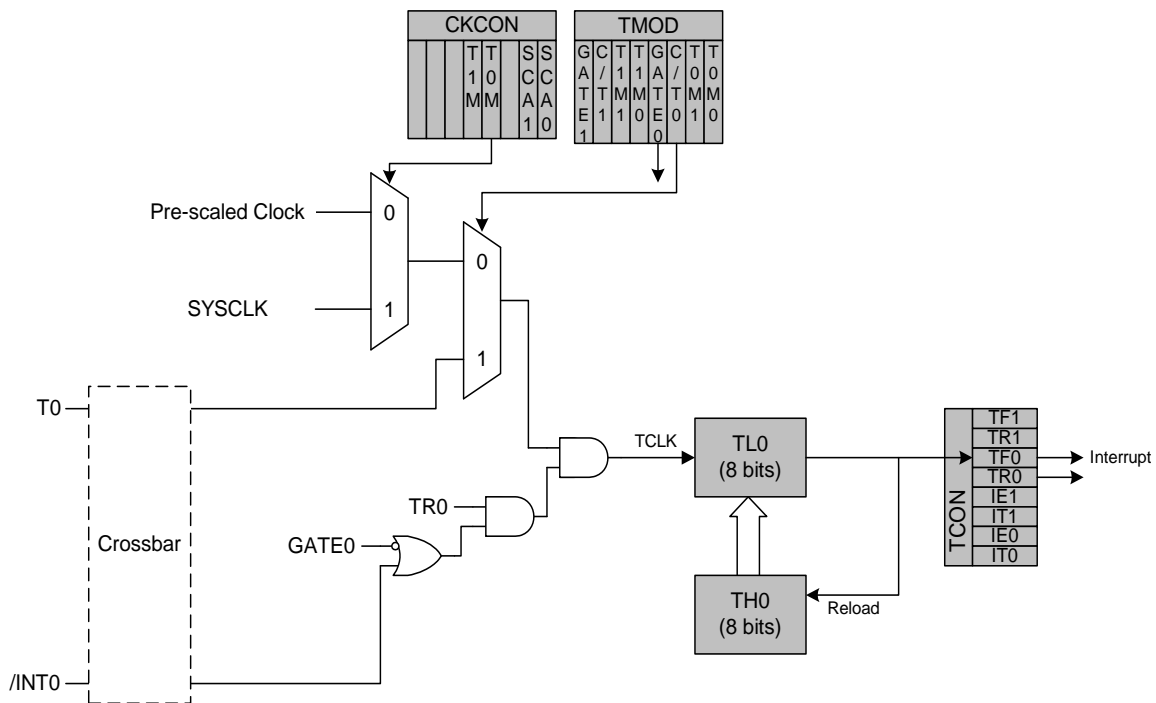 CKCON
TMOD
T1M
T0M
SCA1
SCA0
GATE1
C/T1
T1M1
T1M0
GATE0
C/T0
T0M1
T0M0
Pre-scaled Clock
0
SYSCLK
1
0
1
T0
Crossbar
/INT0
TR0
GATE0
TCLK
TL0
(8 bits)
TH0
(8 bits)
Reload
TCON
TF1
TR1
TF0
TR0
IE1
IT1
IE0
IT0
Interrupt